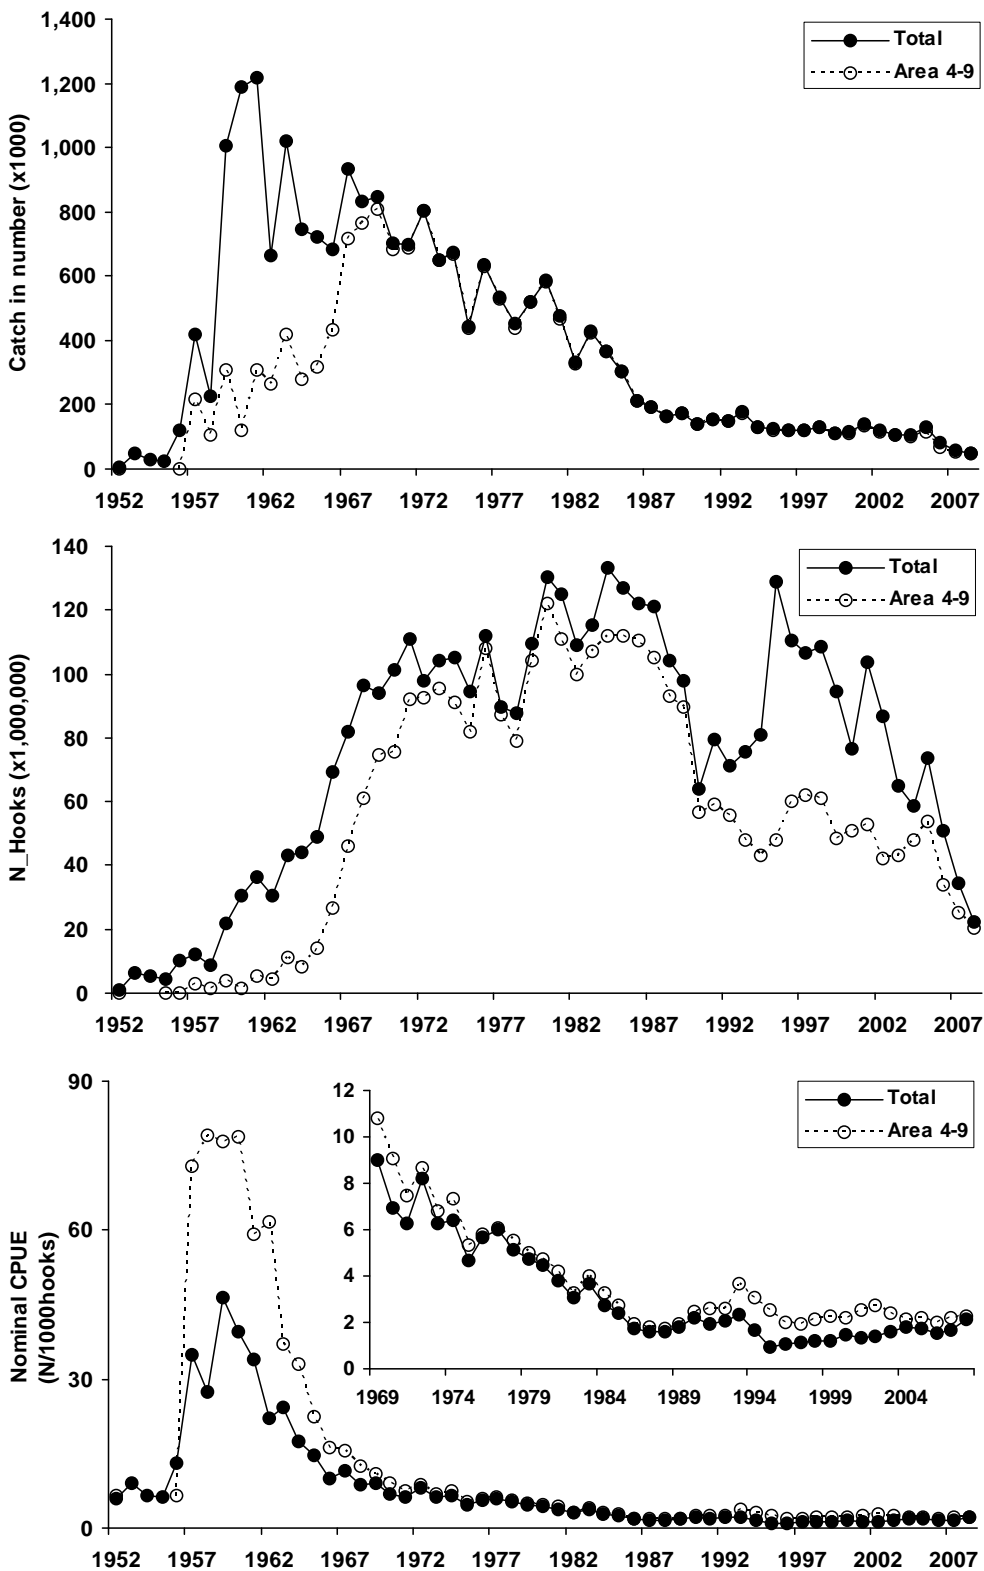 1,400
1,200
1,000
800
600
400
200
0
Catch in number (x1000)
Total
Area 4-9
1952 1957 1962 1967 1972 1977 1982 1987 1992 1997 2002 2007
140
120
100
80
60
40
20
0
N_Hooks (x1,000,000)
Total
Area 4-9
1952 1957 1962 1967 1972 1977 1982 1987 1992 1997 2002 2007
90
60
30
0
Nominal CPUE
(N/1000hooks)
12
10
8
6
4
2
0
1969 1974 1979 1984 1989 1994 1999 2004
Total
Area 4-9
1952 1957 1962 1967 1972 1977 1982 1987 1992 1997 2002 2007